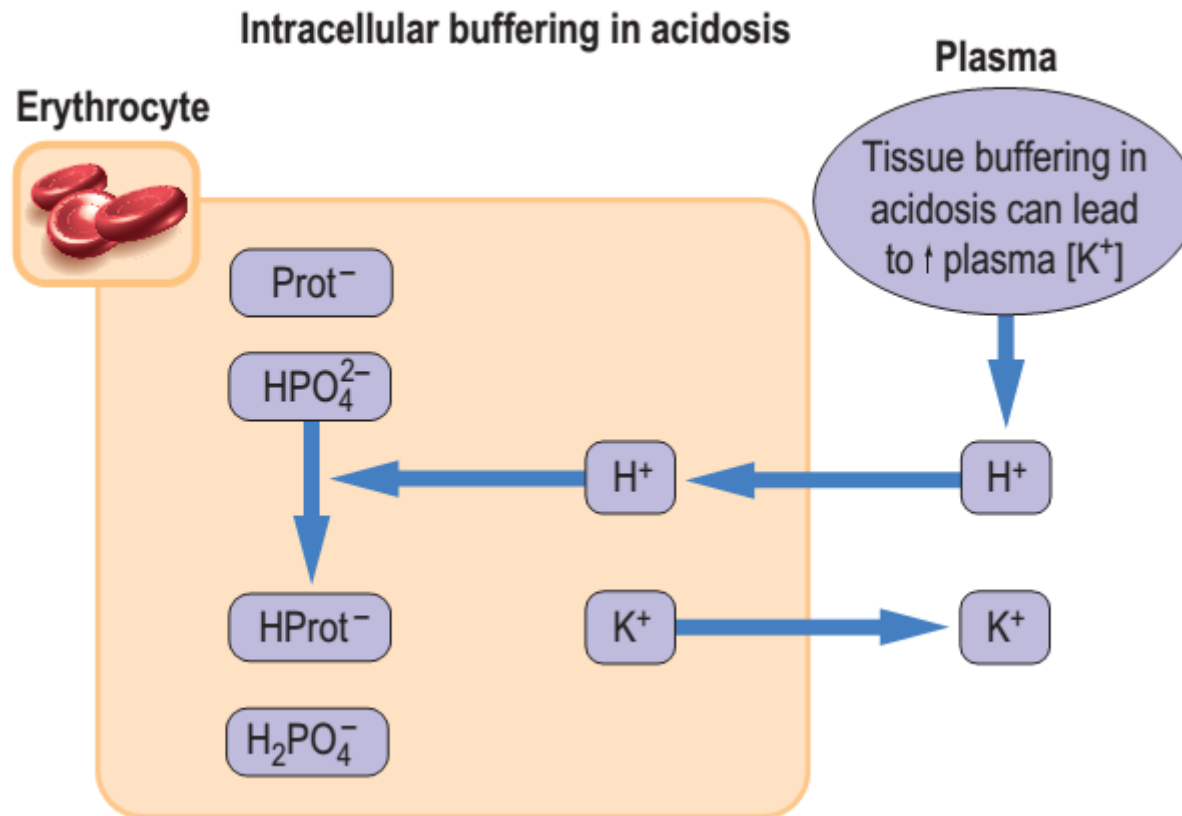 Intracellular buffering in acidosis
Plasma
Erythrocyte
Tissue buffering in
acidosis can lead
to ↑ plasma [K⁺]
Prot⁻
HPO₄²⁻
H⁺
H⁺
HProt⁻
K⁺
K⁺
H₂PO₄⁻